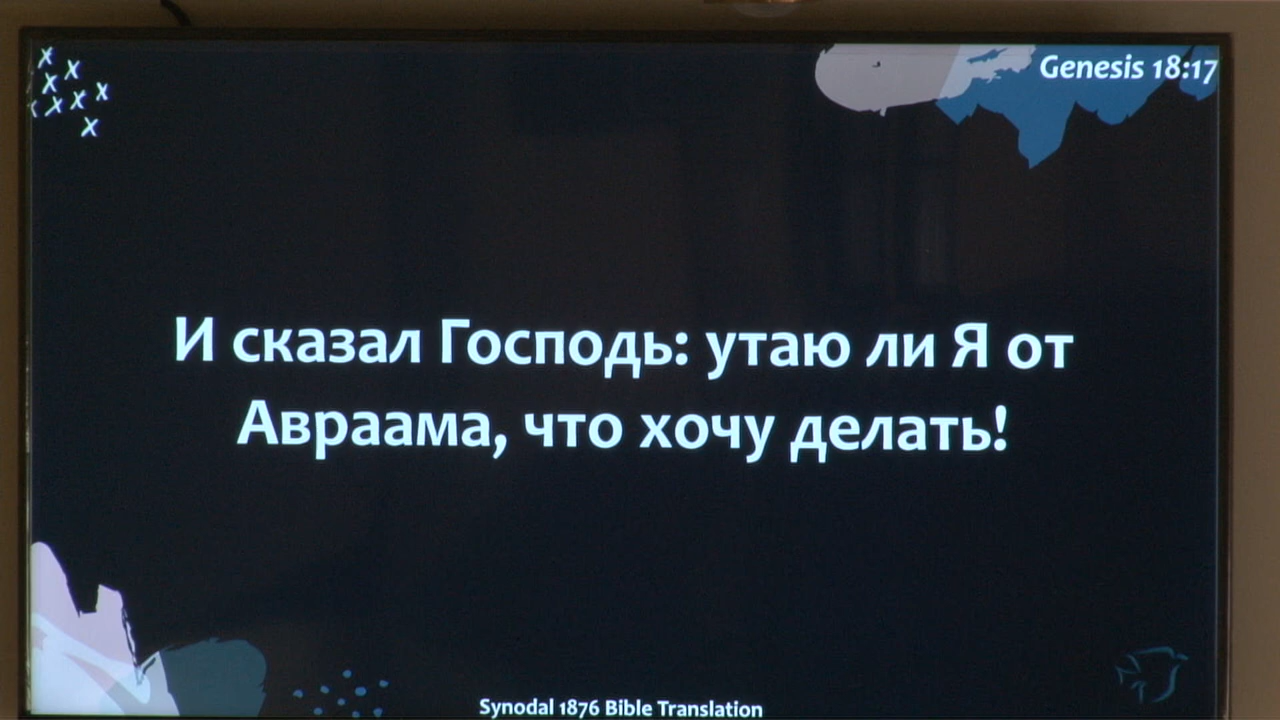 Genesis 18:17
И сказал Господь: утаю ли Я от
Авраама, что хочу делать!
Synodal 1876 Bible Translation